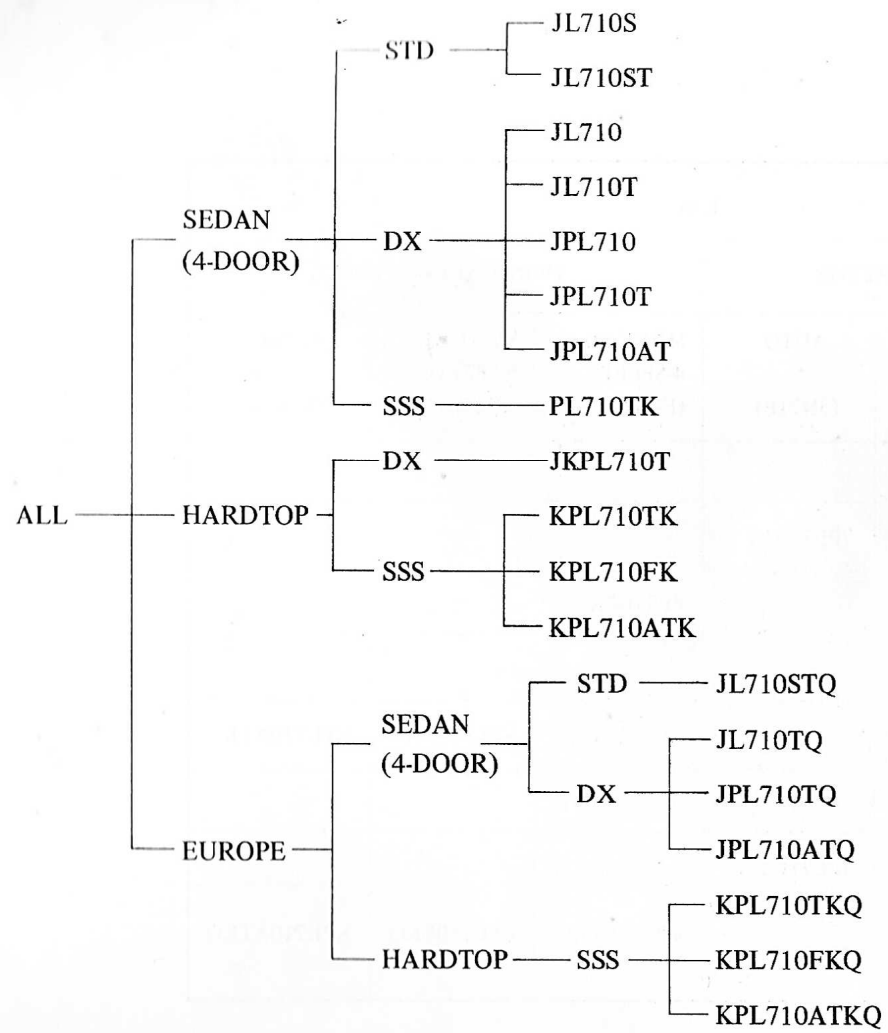 STD
JL710S
JL710ST
SEDAN
(4-DOOR)
DX
JL710
JL710T
JPL710
JPL710T
JPL710AT
SSS
PL710TK
ALL
HARDTOP
DX
JKPL710T
SSS
KPL710TK
KPL710FK
KPL710ATK
EUROPE
SEDAN
(4-DOOR)
STD
JL710STQ
DX
JL710TQ
JPL710TQ
JPL710ATQ
HARDTOP
SSS
KPL710TKQ
KPL710FKQ
KPL710ATKQ